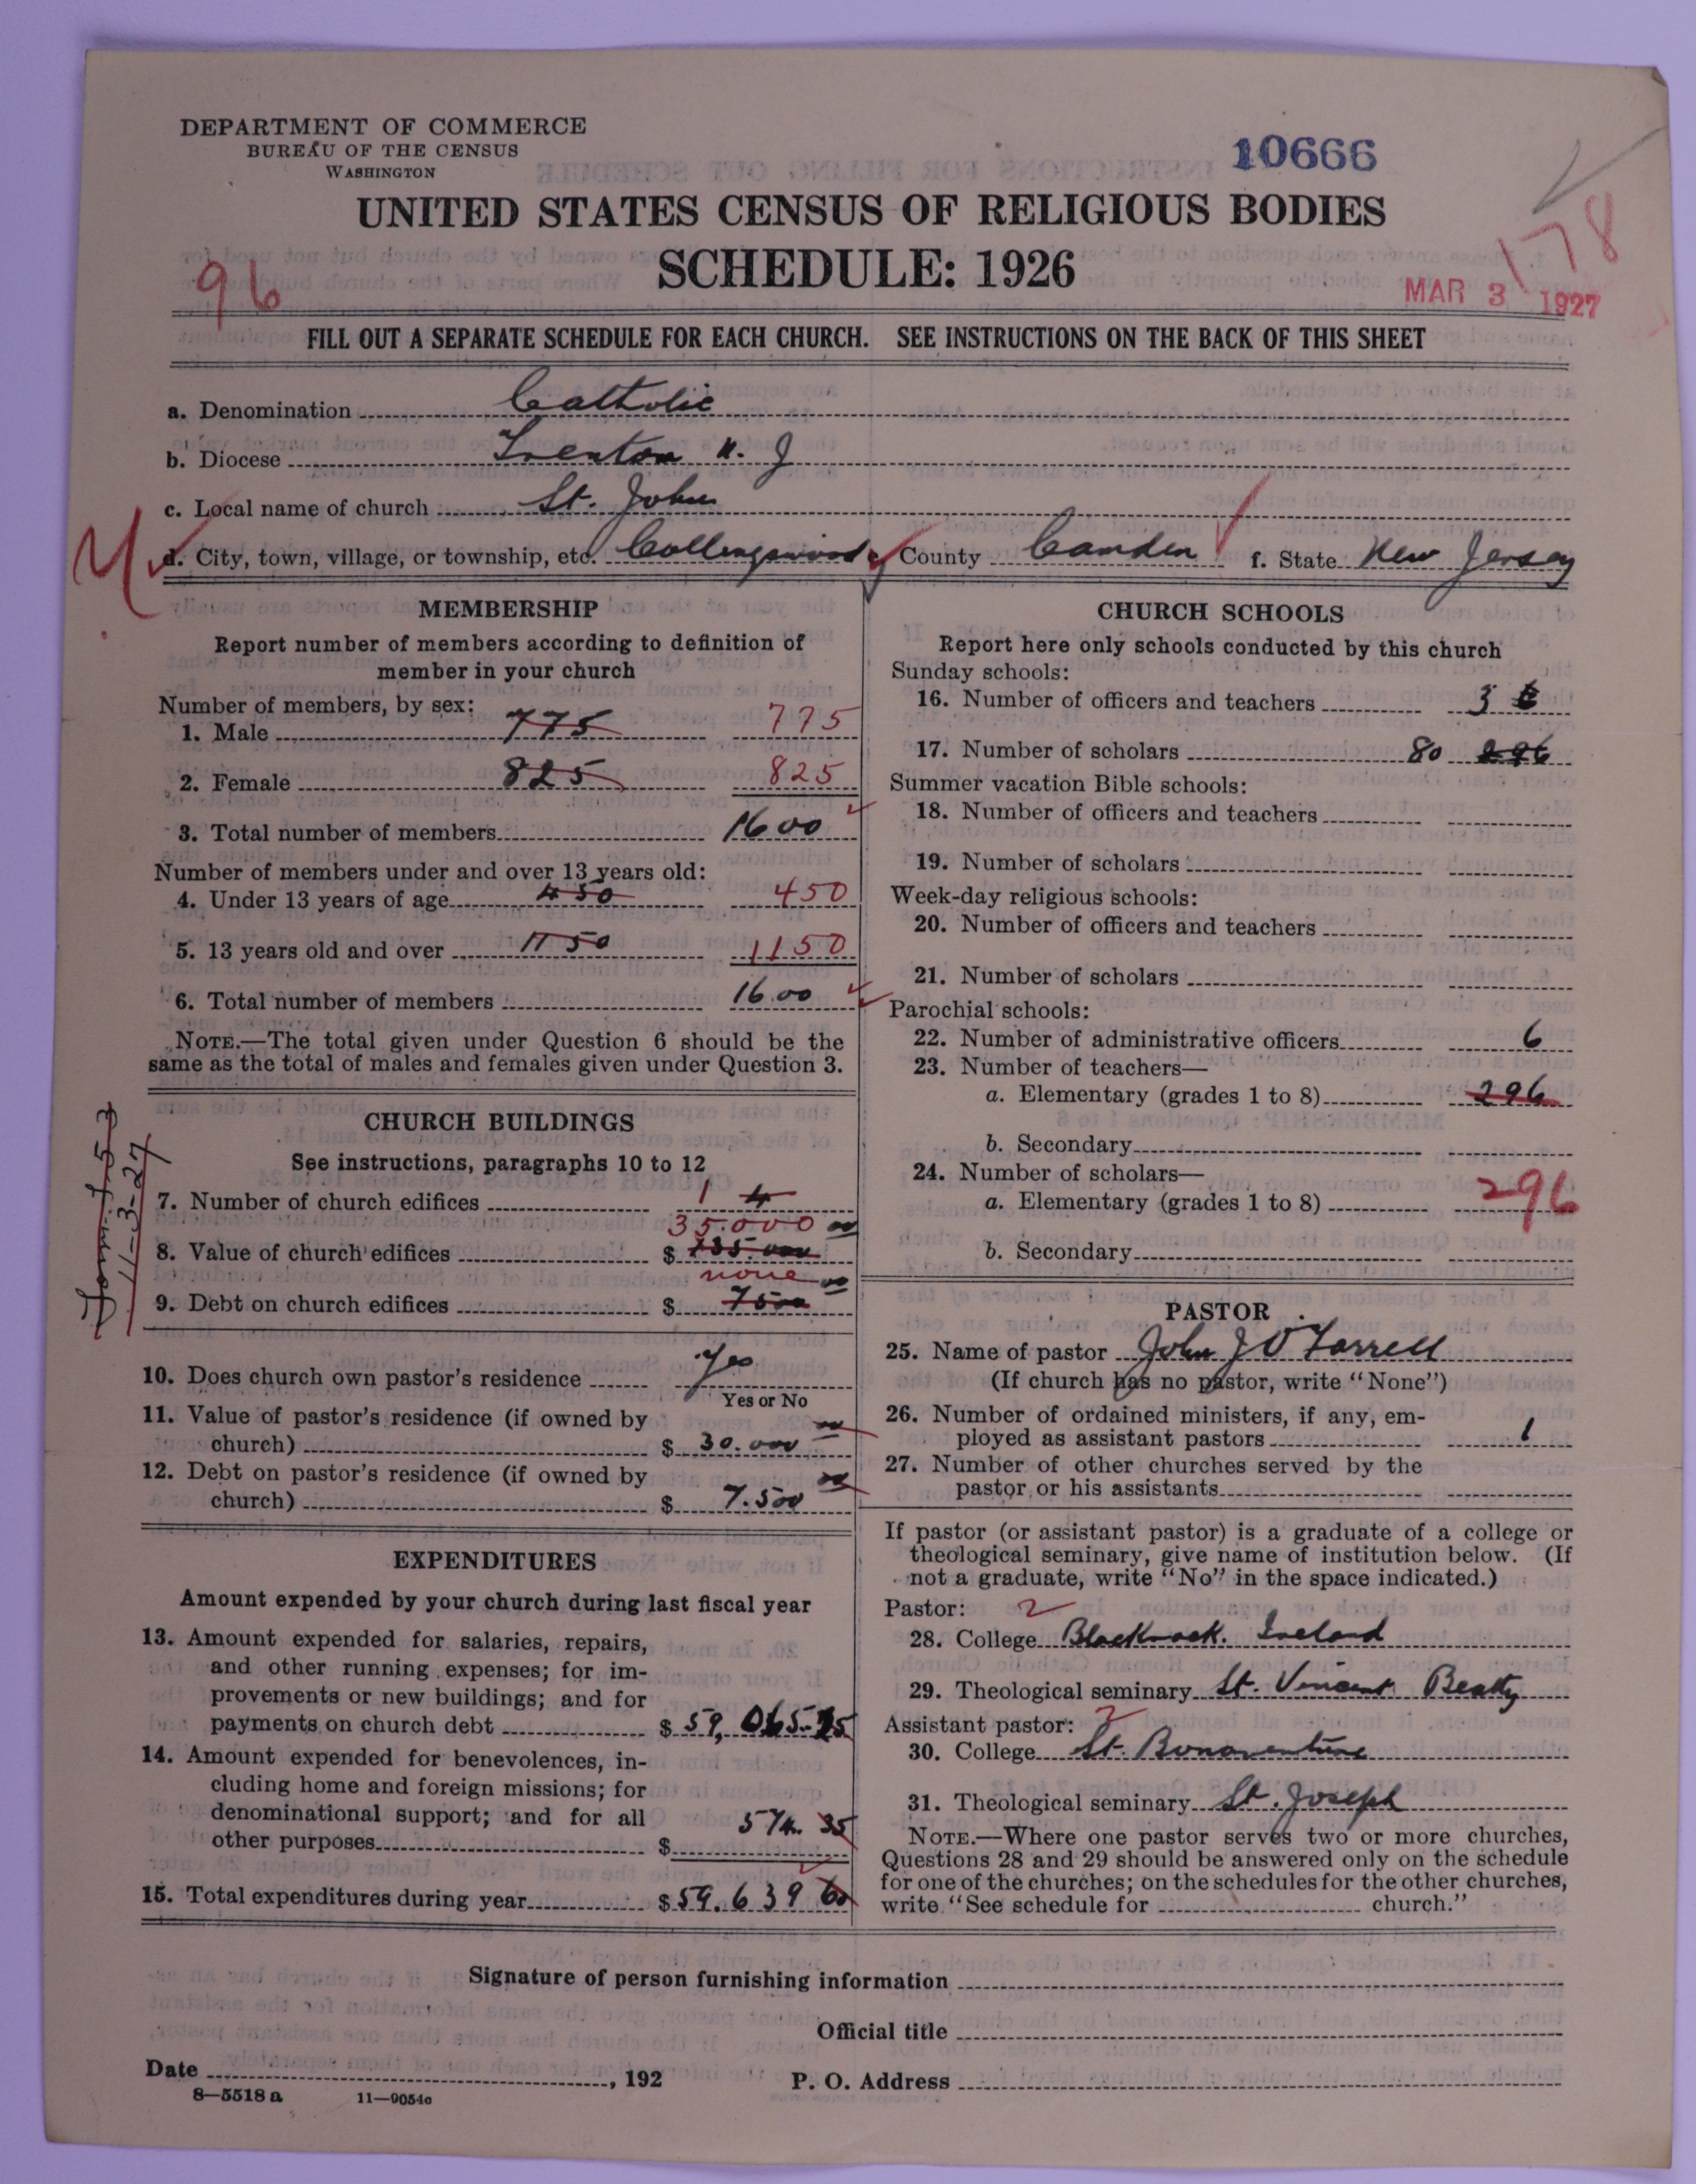 DEPARTMENT OF COMMERCE
BUREAU OF THE CENSUS
WASHINGTON
10666
UNITED STATES CENSUS OF RELIGIOUS BODIES
SCHEDULE: 1926
96
178
MAR 3 1927
FILL OUT A SEPARATE SCHEDULE FOR EACH CHURCH. SEE INSTRUCTIONS ON THE BACK OF THIS SHEET
a. Denomination Catholic
b. Diocese Trenton N. J
c. Local name of church St. John
d. City, town, village, or township, etc. Collingswood e. County Camden f. State New Jersey
MEMBERSHIP
Report number of members according to definition of
member in your church
Number of members, by sex:
1. Male 775 775
2. Female 825 825
3. Total number of members 1600
Number of members under and over 13 years old:
4. Under 13 years of age 450 450
5. 13 years old and over 1150 1150
6. Total number of members 16.00
NOTE.—The total given under Question 6 should be the
same as the total of males and females given under Question 3.
CHURCH BUILDINGS
See instructions, paragraphs 10 to 12
7. Number of church edifices 1 4
35.000
8. Value of church edifices $ 135.000
none
9. Debt on church edifices $ 7500
Form J-53
11-3-27
10. Does church own pastor's residence Yes
Yes or No
11. Value of pastor's residence (if owned by
church) $ 30.000
12. Debt on pastor's residence (if owned by
church) $ 7.500
EXPENDITURES
Amount expended by your church during last fiscal year
13. Amount expended for salaries, repairs,
and other running expenses; for im-
provements or new buildings; and for
payments on church debt $ 59,065.25
14. Amount expended for benevolences, in-
cluding home and foreign missions; for
denominational support; and for all
other purposes $ 574.35
15. Total expenditures during year $ 59.639 60
CHURCH SCHOOLS
Report here only schools conducted by this church
Sunday schools:
16. Number of officers and teachers 3 6
17. Number of scholars 80 296
Summer vacation Bible schools:
18. Number of officers and teachers
19. Number of scholars
Week-day religious schools:
20. Number of officers and teachers
21. Number of scholars
Parochial schools:
22. Number of administrative officers 6
23. Number of teachers—
a. Elementary (grades 1 to 8) 296
b. Secondary
24. Number of scholars—
a. Elementary (grades 1 to 8) 296
b. Secondary
PASTOR
25. Name of pastor John J O'Farrell
(If church has no pastor, write "None")
26. Number of ordained ministers, if any, em-
ployed as assistant pastors 1
27. Number of other churches served by the
pastor or his assistants
If pastor (or assistant pastor) is a graduate of a college or
theological seminary, give name of institution below. (If
not a graduate, write "No" in the space indicated.)
Pastor: 2
28. College Blackrock. Ireland
29. Theological seminary St. Vincent Beatty
Assistant pastor: 2
30. College St. Bonaventure
31. Theological seminary St. Joseph
NOTE.—Where one pastor serves two or more churches,
Questions 28 and 29 should be answered only on the schedule
for one of the churches; on the schedules for the other churches,
write "See schedule for church."
Signature of person furnishing information
Official title
Date , 192
P. O. Address
8—5518 a 11—9054c